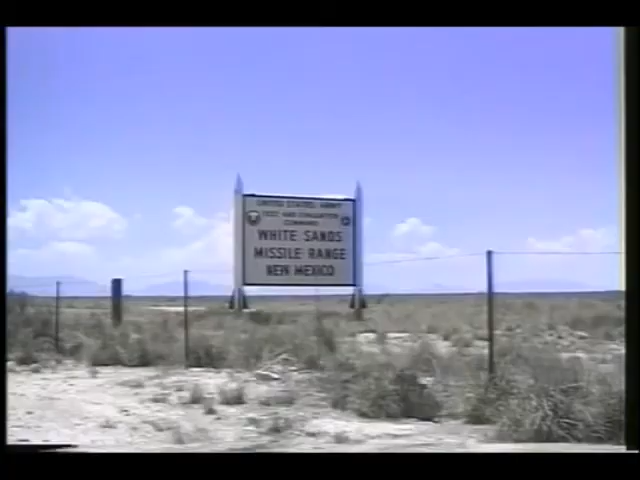 UNITED STATES ARMY
TEST AND EVALUATION
COMMAND
WHITE SANDS
MISSILE RANGE
NEW MEXICO